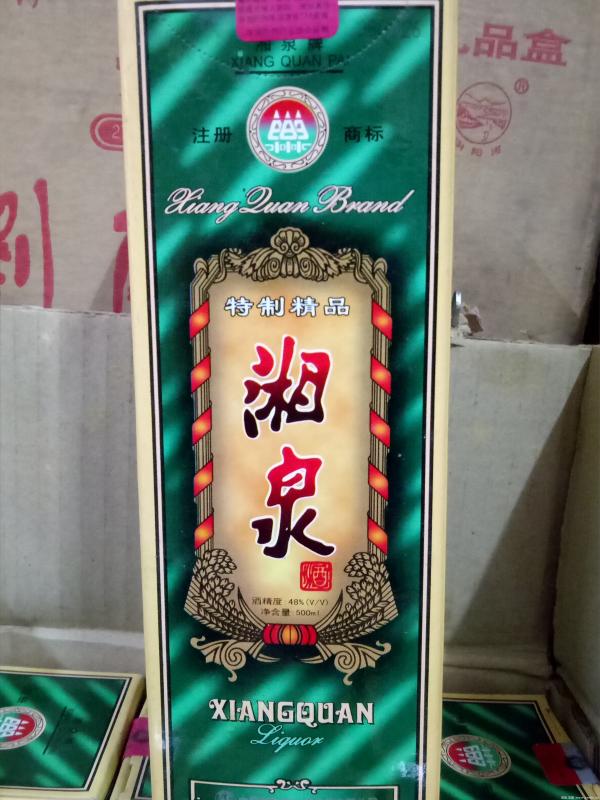 湘泉牌
XIANG QUAN PAI
注册 商标
Xiang Quan Brand
特制精品
湘泉
酒
酒精度 48%(V/V)
净含量 500ml
XIANGQUAN
Liquor
品盒